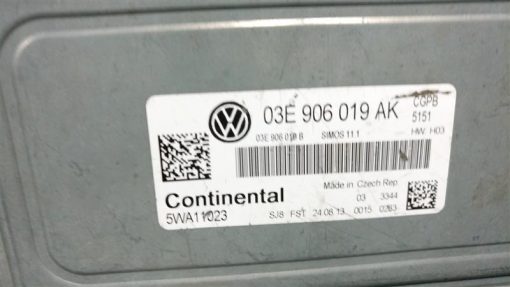 03E 906 019 AK CGPB
5151
03E 906 019 B SIMOS 11.1 HW: H03
Continental Made in Czech Rep
03 3344
5WA11023 SJ8 FST 24.06.13 0015 0263